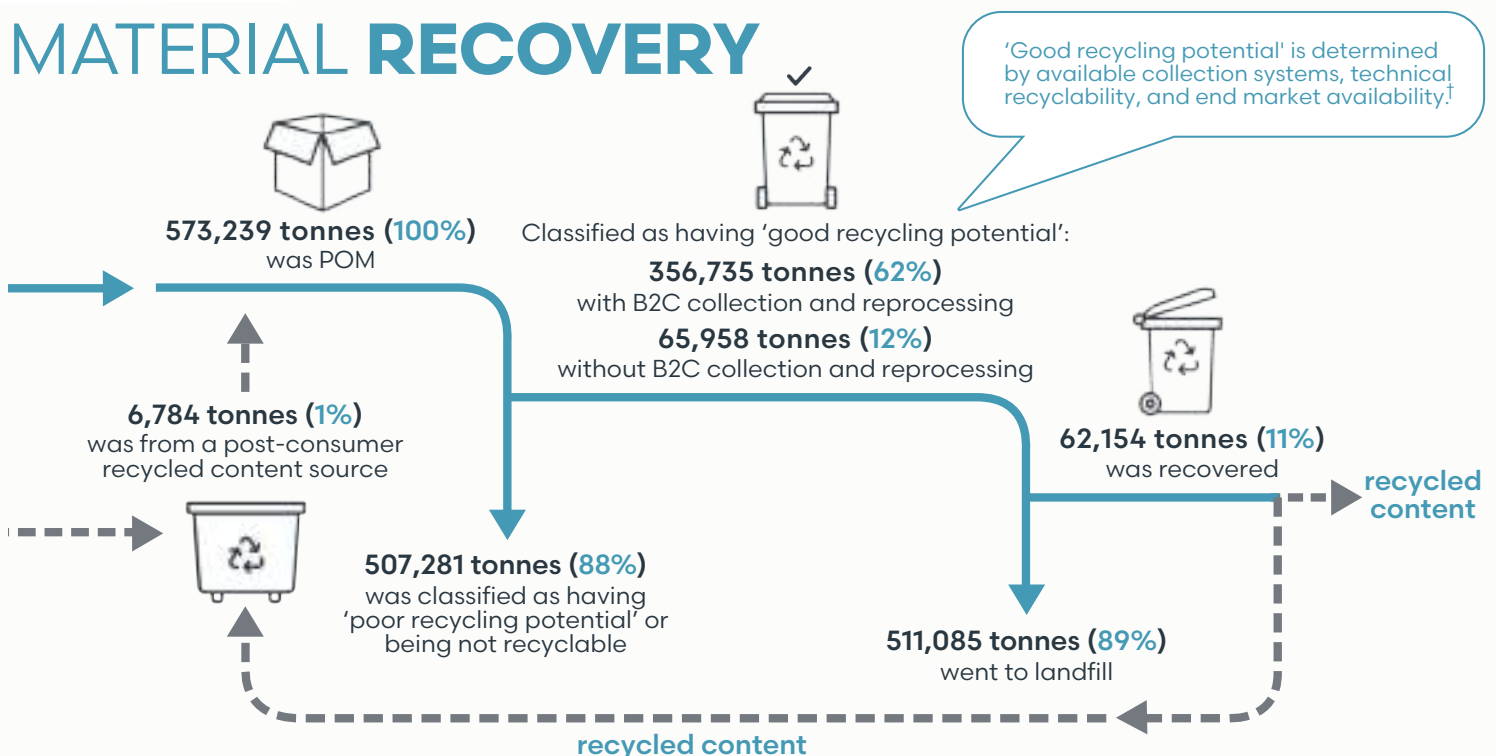 MATERIAL RECOVERY
'Good recycling potential' is determined
by available collection systems, technical
recyclability, and end market availability.†
573,239 tonnes (100%)
was POM
Classified as having ‘good recycling potential’:
356,735 tonnes (62%)
with B2C collection and reprocessing
65,958 tonnes (12%)
without B2C collection and reprocessing
6,784 tonnes (1%)
was from a post-consumer
recycled content source
62,154 tonnes (11%)
was recovered
recycled
content
507,281 tonnes (88%)
was classified as having
‘poor recycling potential’ or
being not recyclable
511,085 tonnes (89%)
went to landfill
recycled content